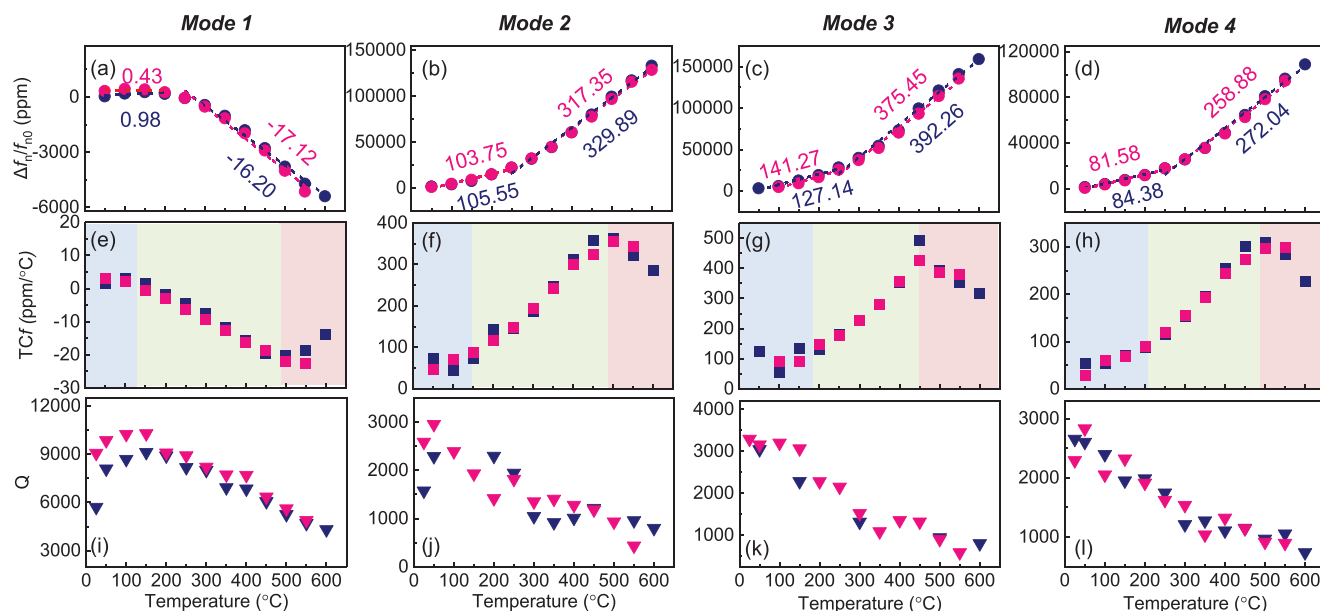 Mode 1 Mode 2 Mode 3 Mode 4
Δfn/fn0 (ppm)
(a) 0.43 0.98 -17.12 -16.20
0
-3000
-6000
(b) 103.75 105.55 317.35 329.89
150000
100000
50000
0
(c) 141.27 127.14 375.45 392.26
150000
100000
50000
0
(d) 81.58 84.38 258.88 272.04
120000
80000
40000
0
TCf (ppm/°C)
(e)
20
10
0
-10
-20
-30
(f)
400
300
200
100
0
(g)
500
400
300
200
100
0
(h)
300
200
100
0
Q
(i)
12000
9000
6000
3000
(j)
3000
2000
1000
0
(k)
4000
3000
2000
1000
0
(l)
3000
2000
1000
0 100 200 300 400 500 600
0 100 200 300 400 500 600
0 100 200 300 400 500 600
0 100 200 300 400 500 600
Temperature (°C)
Temperature (°C)
Temperature (°C)
Temperature (°C)